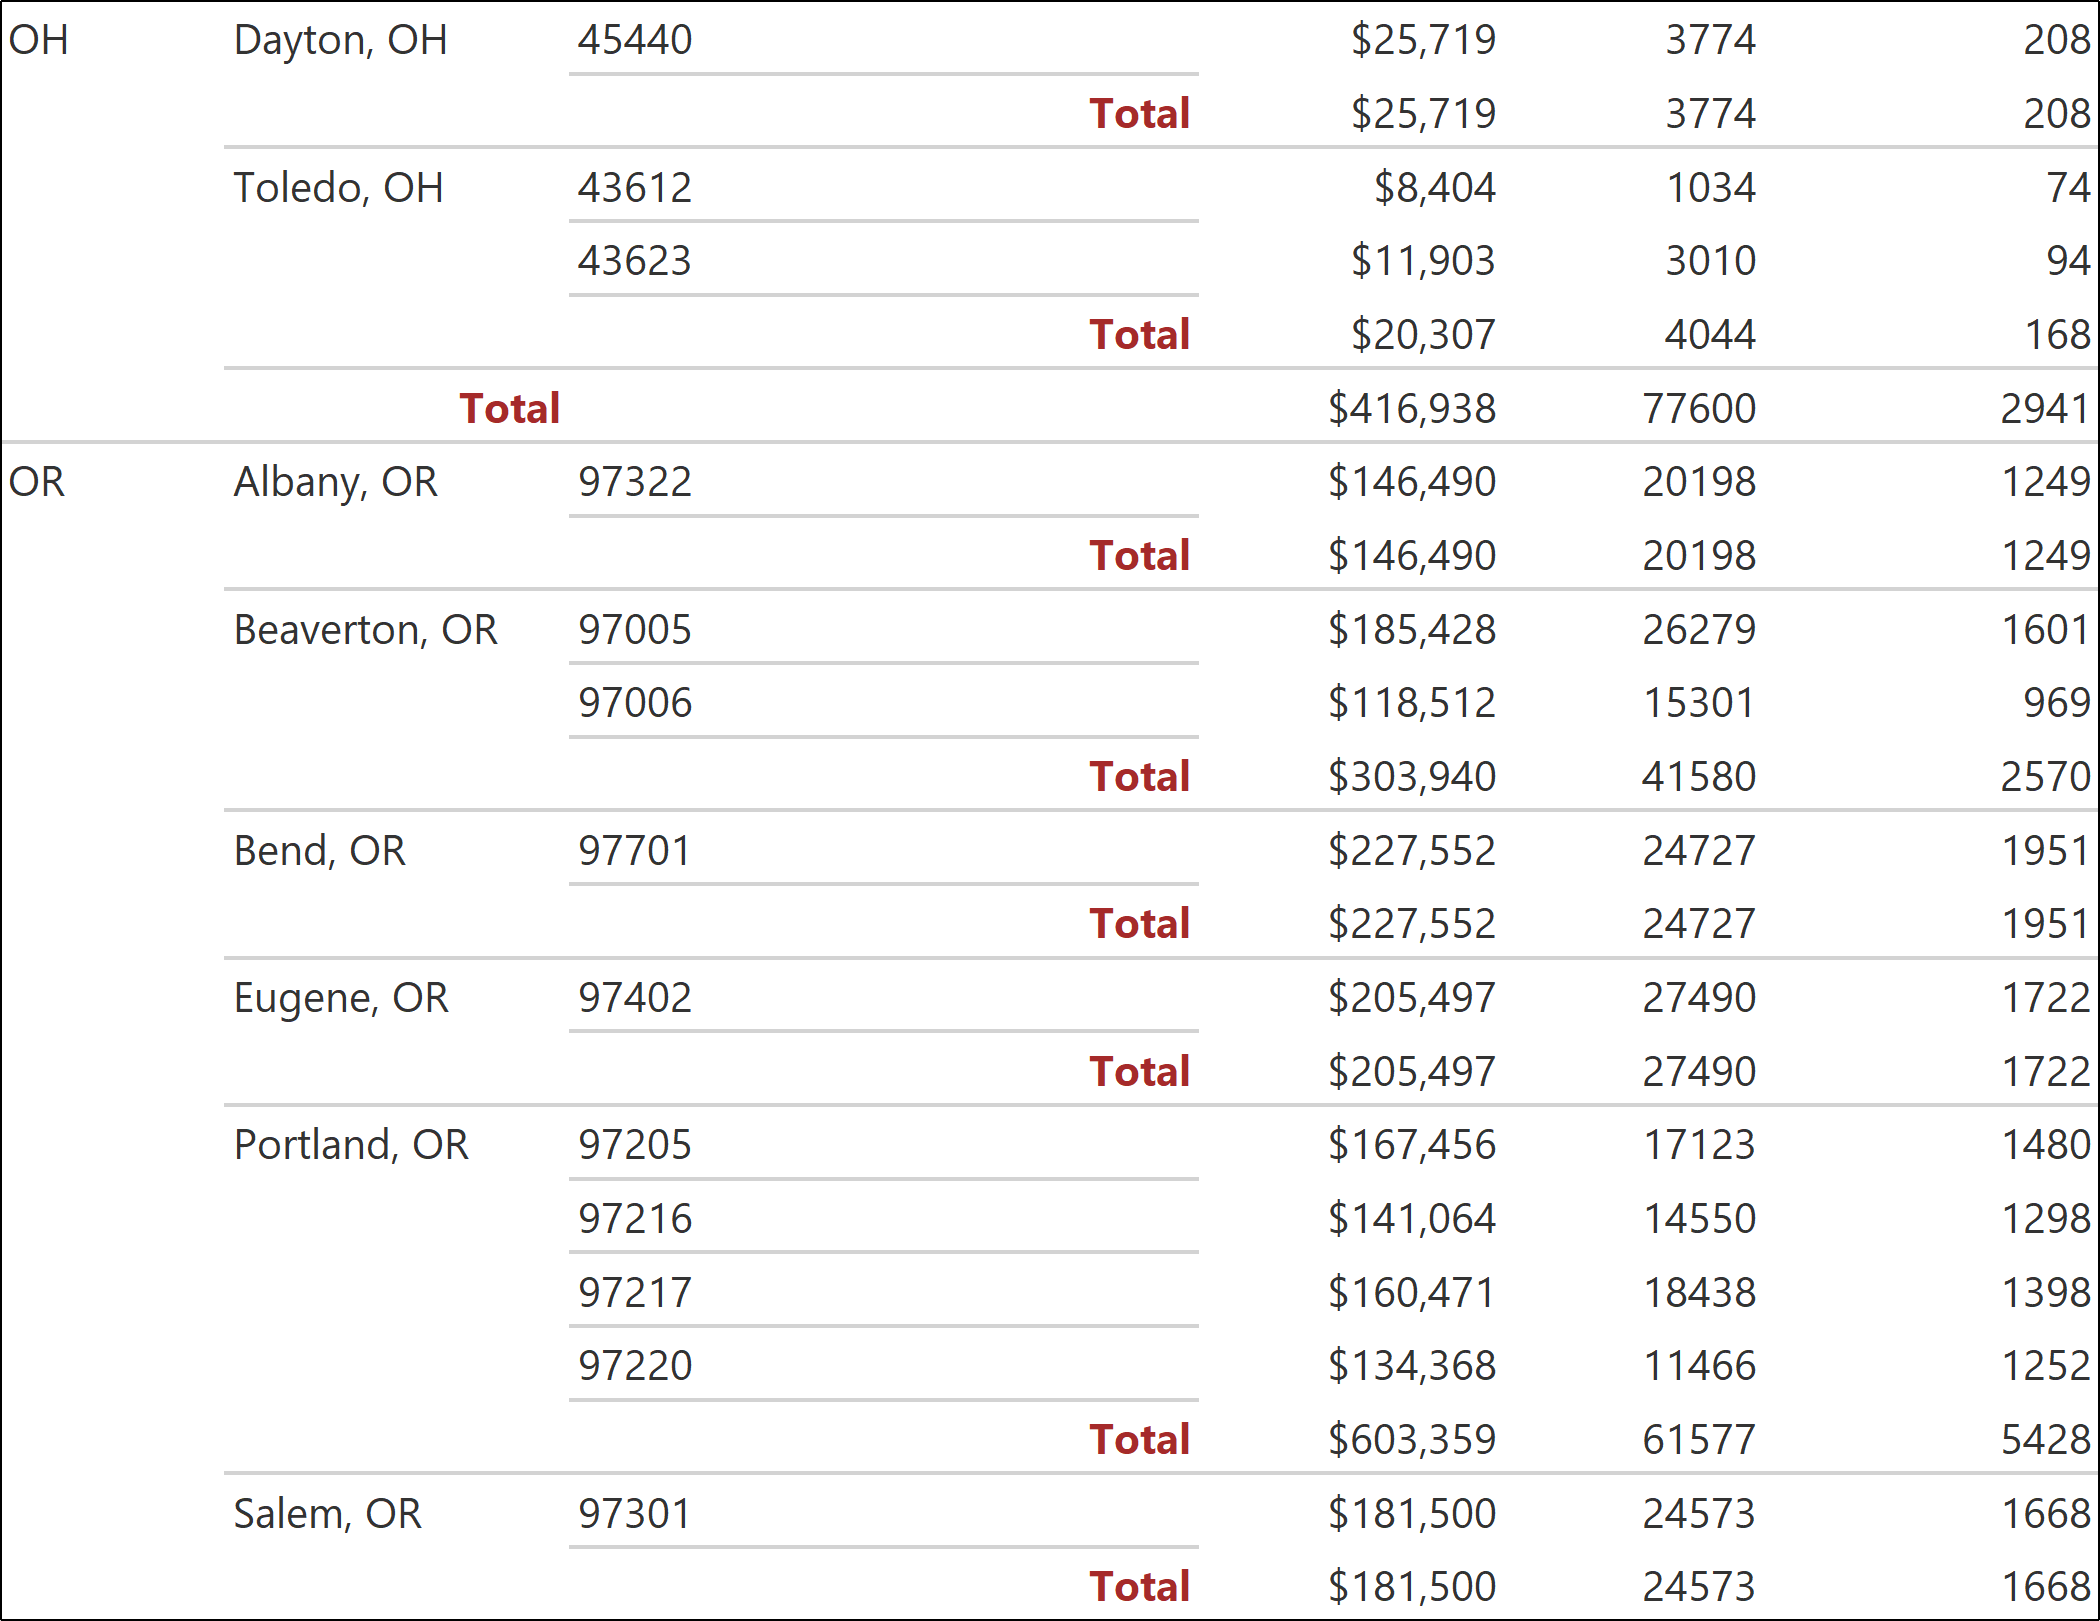 OH Dayton, OH 45440 $25,719 3774 208
Total $25,719 3774 208
Toledo, OH 43612 $8,404 1034 74
43623 $11,903 3010 94
Total $20,307 4044 168
Total $416,938 77600 2941
OR Albany, OR 97322 $146,490 20198 1249
Total $146,490 20198 1249
Beaverton, OR 97005 $185,428 26279 1601
97006 $118,512 15301 969
Total $303,940 41580 2570
Bend, OR 97701 $227,552 24727 1951
Total $227,552 24727 1951
Eugene, OR 97402 $205,497 27490 1722
Total $205,497 27490 1722
Portland, OR 97205 $167,456 17123 1480
97216 $141,064 14550 1298
97217 $160,471 18438 1398
97220 $134,368 11466 1252
Total $603,359 61577 5428
Salem, OR 97301 $181,500 24573 1668
Total $181,500 24573 1668